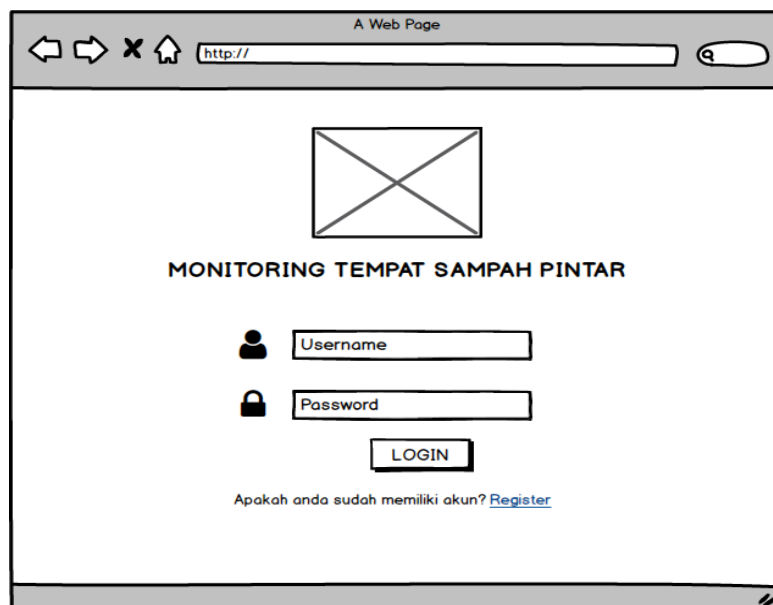 A Web Page
http://
MONITORING TEMPAT SAMPAH PINTAR
Username
Password
LOGIN
Apakah anda sudah memiliki akun? Register